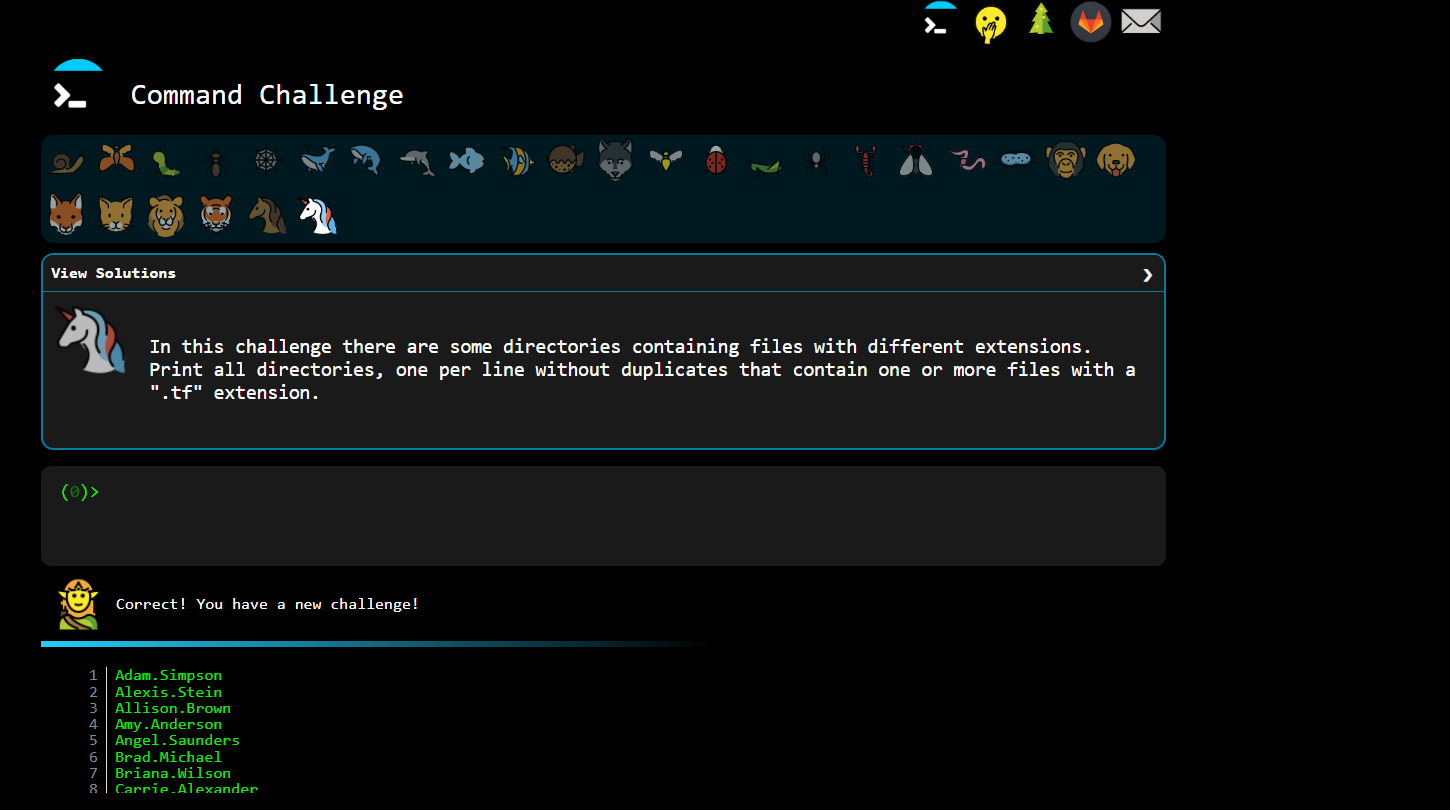 Command Challenge
View Solutions
In this challenge there are some directories containing files with different extensions.
Print all directories, one per line without duplicates that contain one or more files with a
".tf" extension.
(0)>
Correct! You have a new challenge!
1 Adam.Simpson
2 Alexis.Stein
3 Allison.Brown
4 Amy.Anderson
5 Angel.Saunders
6 Brad.Michael
7 Briana.Wilson
8 Carrie.Alexander